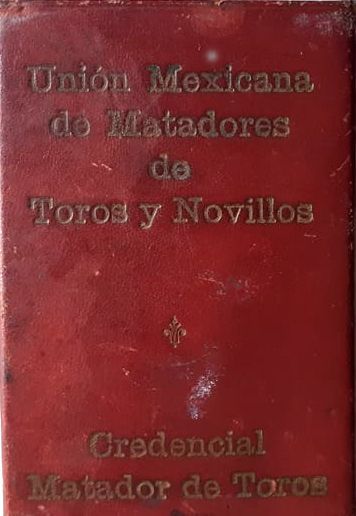 Unión Mexicana
de Matadores
de
Toros y Novillos
Credencial
Matador de Toros